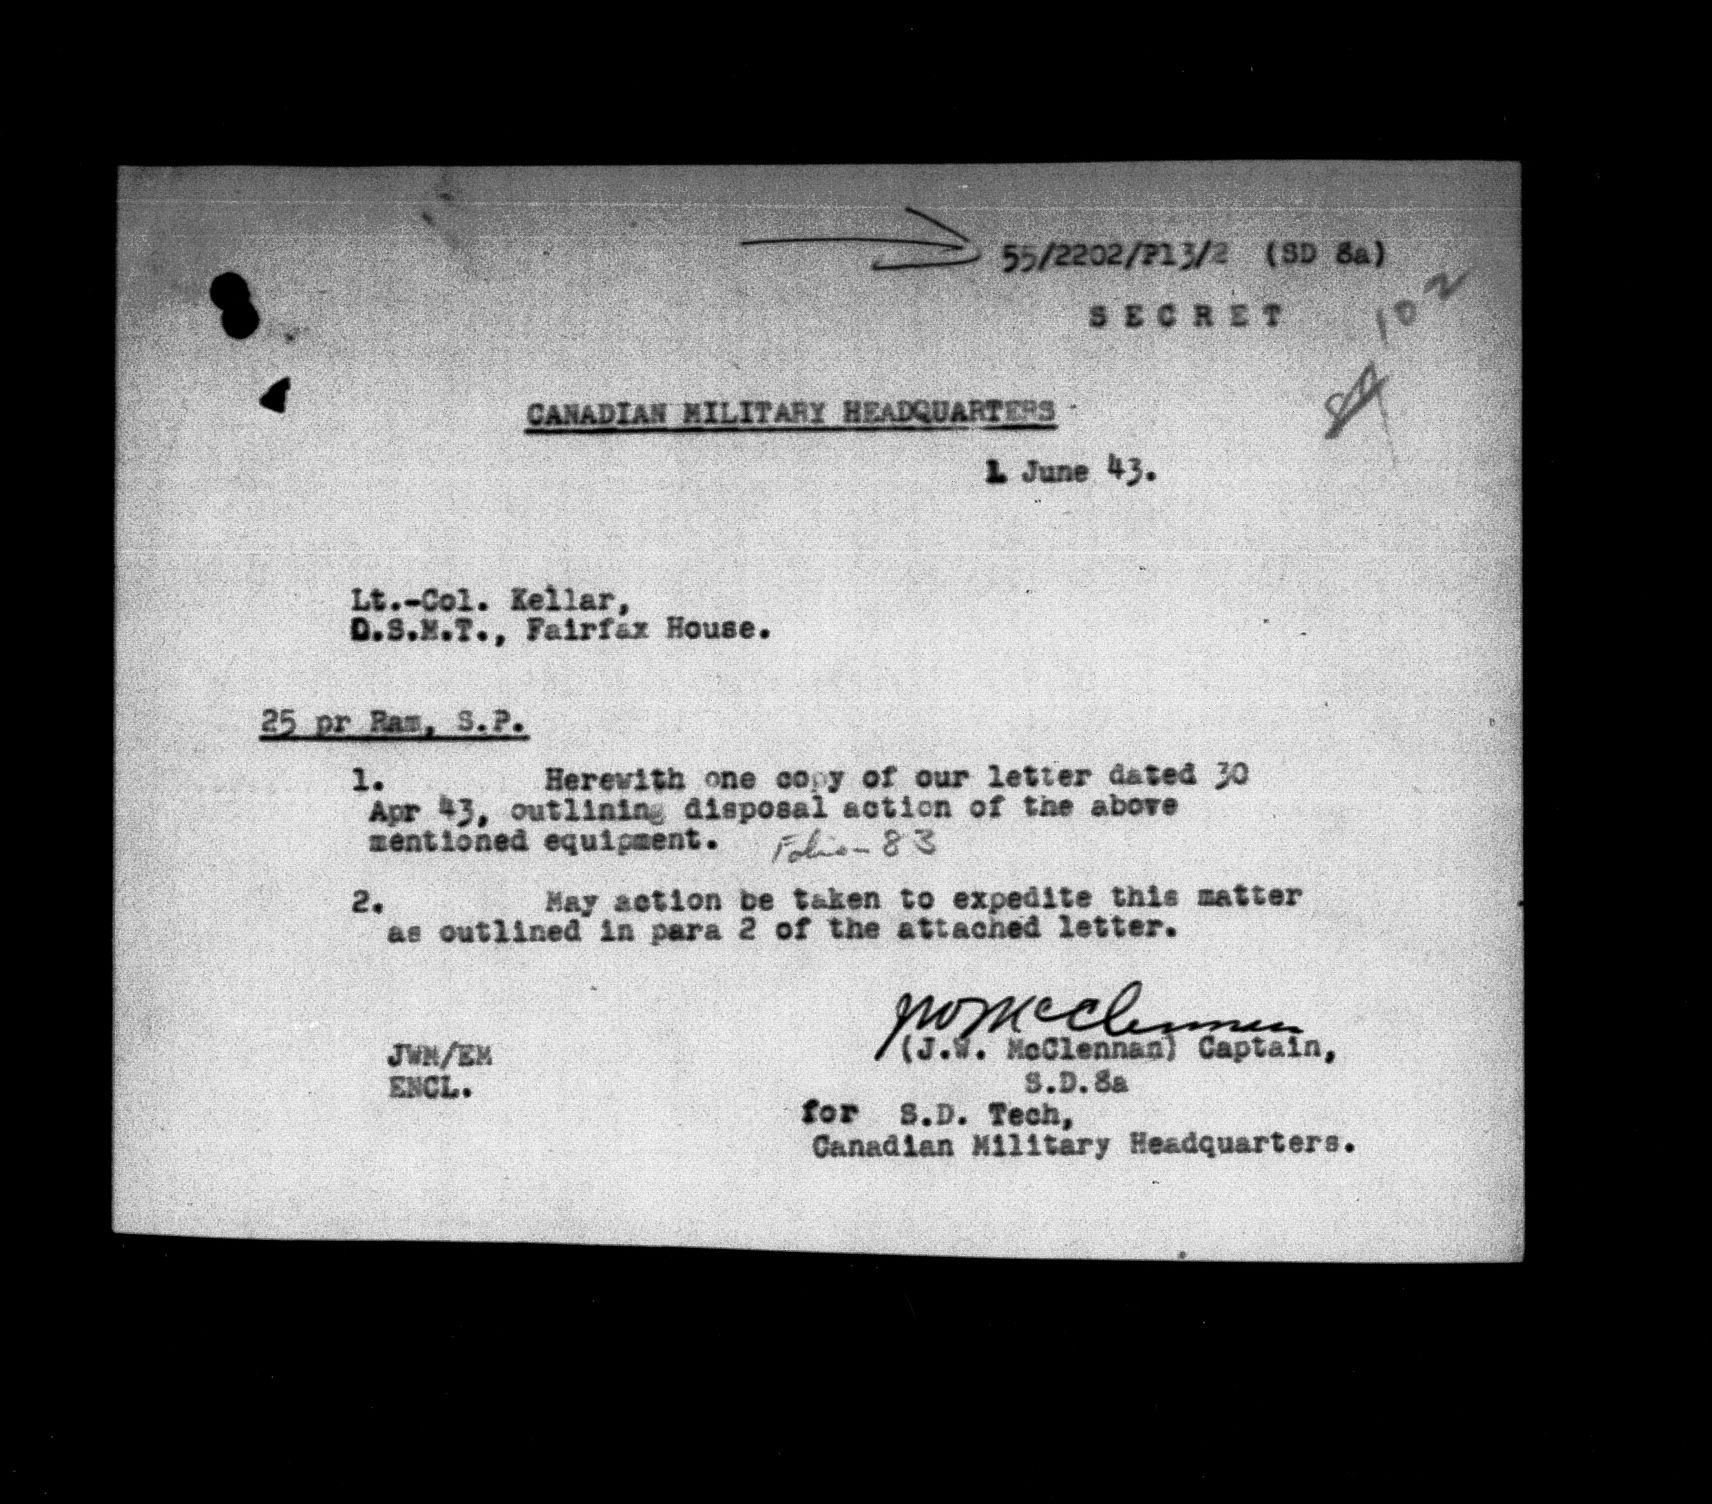 55/2202/P13/2 (SD 8a)
S E C R E T
102
CANADIAN MILITARY HEADQUARTERS
1 June 43.
Lt.-Col. Kellar,
D.S.M.T., Fairfax House.
25 pr Ram, S.P.
1. Herewith one copy of our letter dated 30
Apr 43, outlining disposal action of the above
mentioned equipment. Folio - 83
2. May action be taken to expedite this matter
as outlined in para 2 of the attached letter.
JWMcClennan
(J.W. McClennan) Captain,
JWM/EM
S.D.8a
ENCL.
for S.D. Tech,
Canadian Military Headquarters.